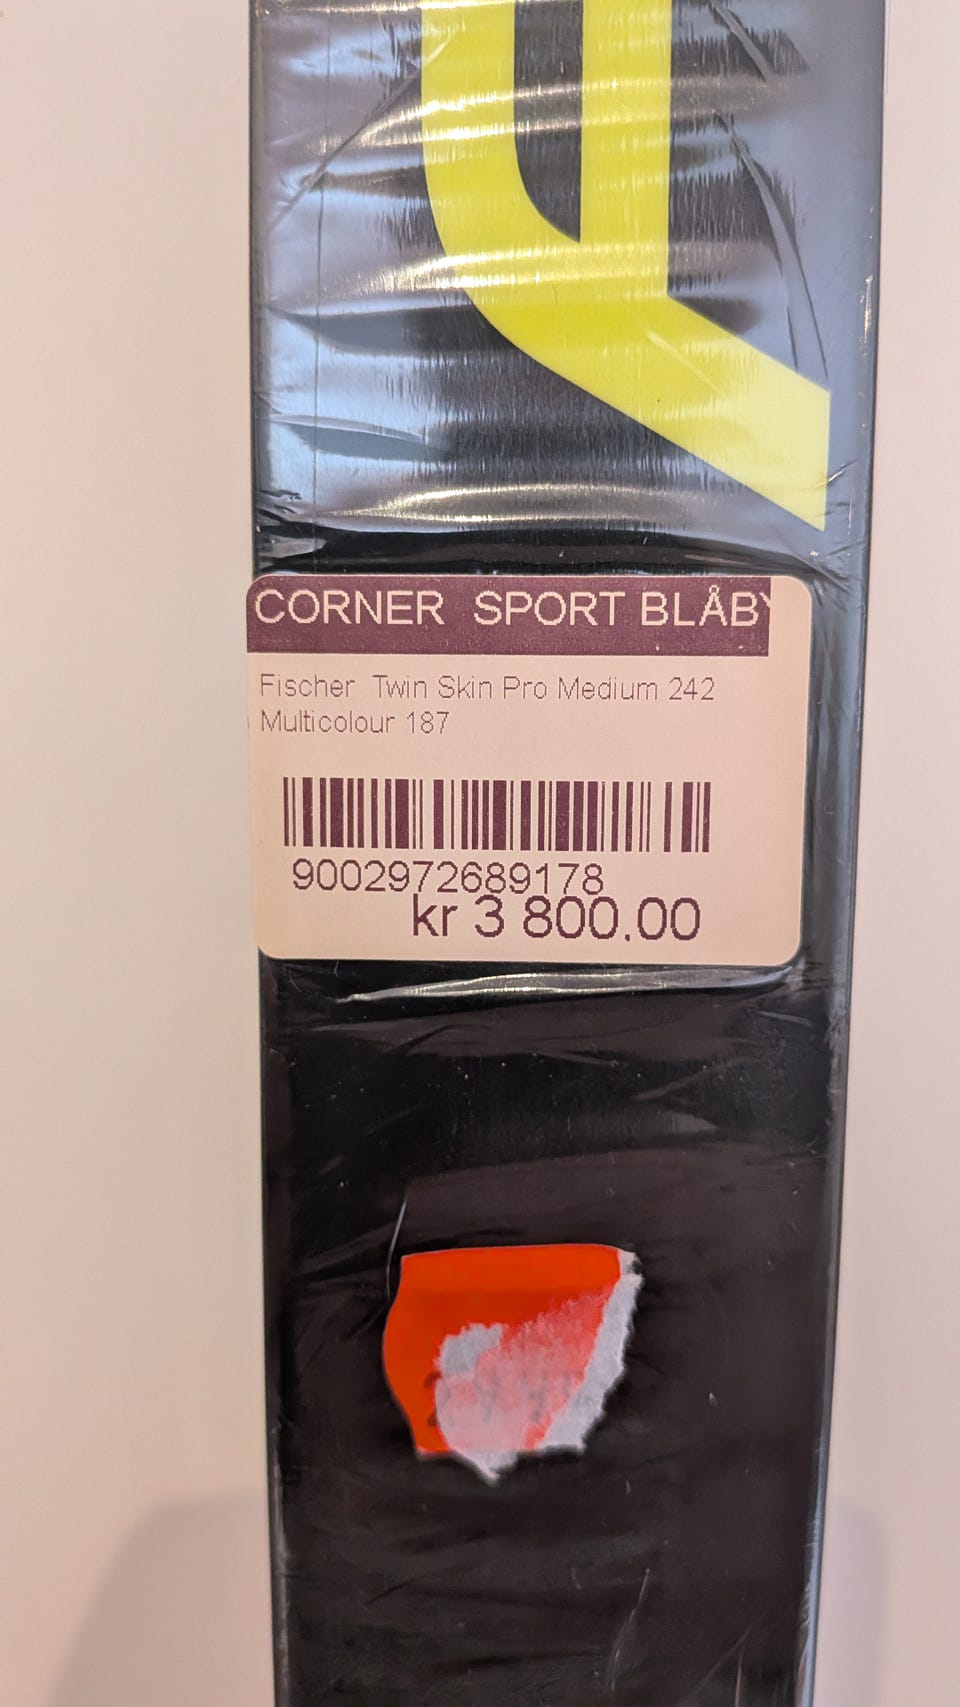 CORNER SPORT BLÅBY
Fischer Twin Skin Pro Medium 242
Multicolour 187
9002972689178
kr 3 800,00